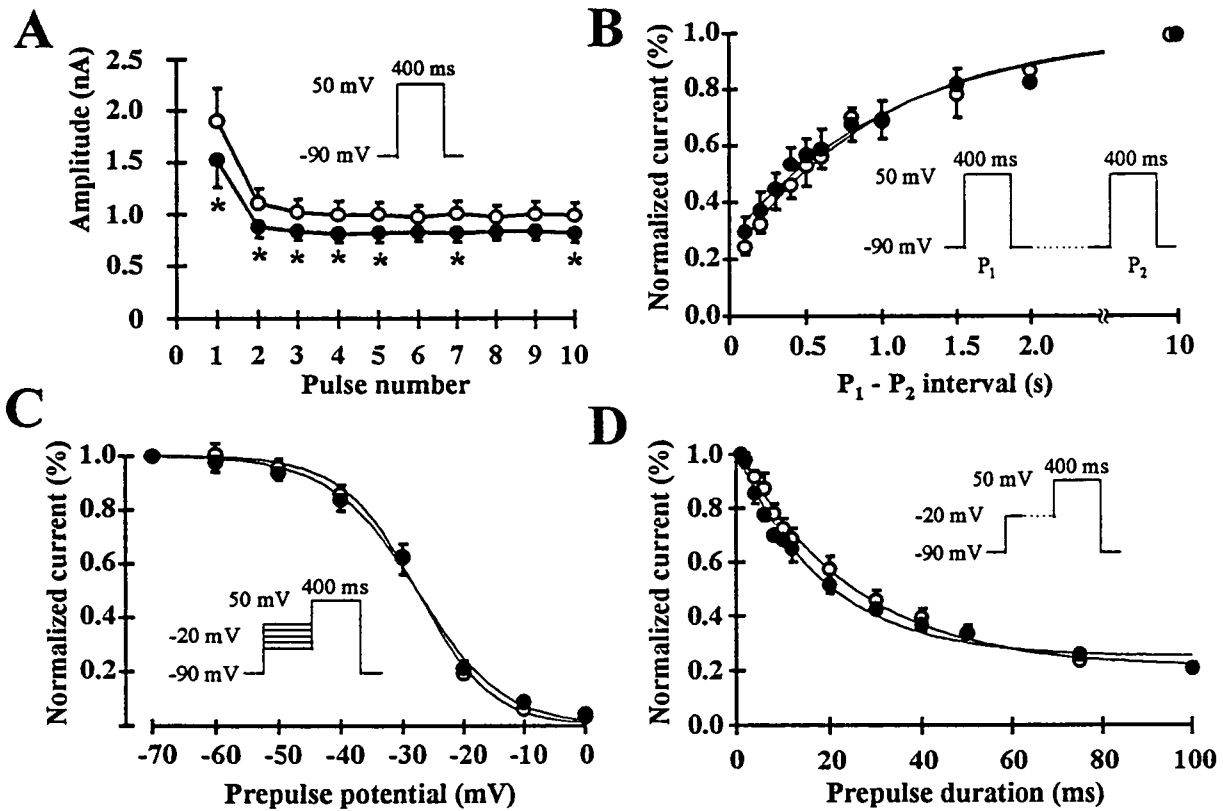 A
Amplitude (nA)
2.5
2.0
1.5
1.0
0.5
0
400 ms
50 mV
-90 mV
*
* * * * * *
0 1 2 3 4 5 6 7 8 9 10
Pulse number
B
Normalized current (%)
1.0
0.8
0.6
0.4
0.2
0.0
400 ms 400 ms
50 mV
-90 mV
P1 P2
0 0.5 1.0 1.5 2.0 10
P1 - P2 interval (s)
C
Normalized current (%)
1.0
0.8
0.6
0.4
0.2
400 ms
50 mV
-20 mV
-90 mV
-70 -60 -50 -40 -30 -20 -10 0
Prepulse potential (mV)
D
Normalized current (%)
1.0
0.8
0.6
0.4
0.2
0.0
400 ms
50 mV
-20 mV
-90 mV
0 20 40 60 80 100
Prepulse duration (ms)